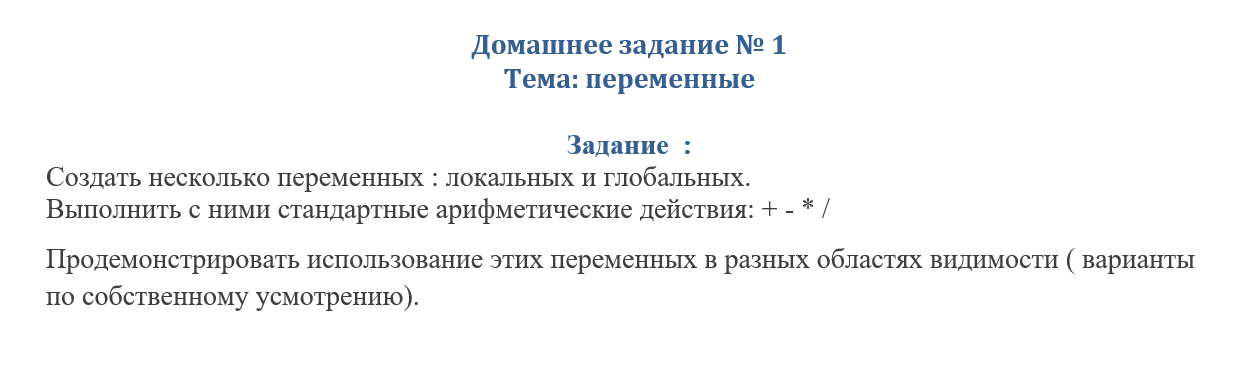 Домашнее задание № 1
Тема: переменные
Задание :
Создать несколько переменных : локальных и глобальных.
Выполнить с ними стандартные арифметические действия: + - * /
Продемонстрировать использование этих переменных в разных областях видимости ( варианты
по собственному усмотрению).